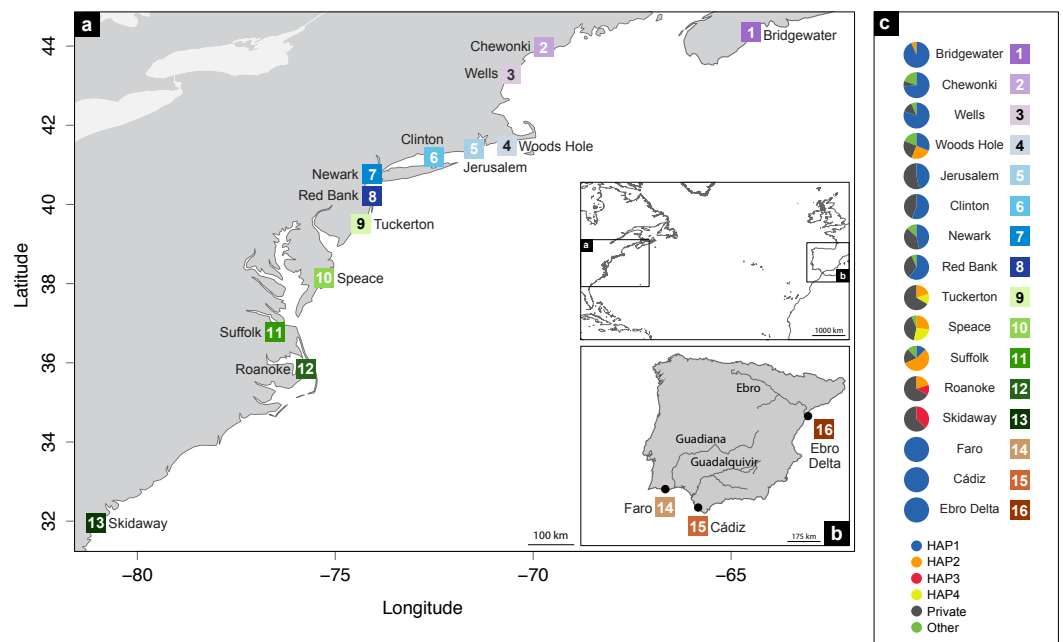 a
44
42
40
38
36
34
32
Latitude
−80
−75
−70
−65
Longitude
1
Bridgewater
Chewonki
2
Wells
3
Clinton
6
5
Jerusalem
4
Woods Hole
Newark
7
Red Bank
8
9
Tuckerton
10
Speace
Suffolk
11
Roanoke
12
13
Skidaway
100 km
a
b
1000 km
Ebro
Guadiana
Guadalquivir
16
Ebro
Delta
Faro
14
15
Cádiz
175 km
b
c
Bridgewater 1
Chewonki 2
Wells 3
Woods Hole 4
Jerusalem 5
Clinton 6
Newark 7
Red Bank 8
Tuckerton 9
Speace 10
Suffolk 11
Roanoke 12
Skidaway 13
Faro 14
Cádiz 15
Ebro Delta 16
HAP1
HAP2
HAP3
HAP4
Private
Other